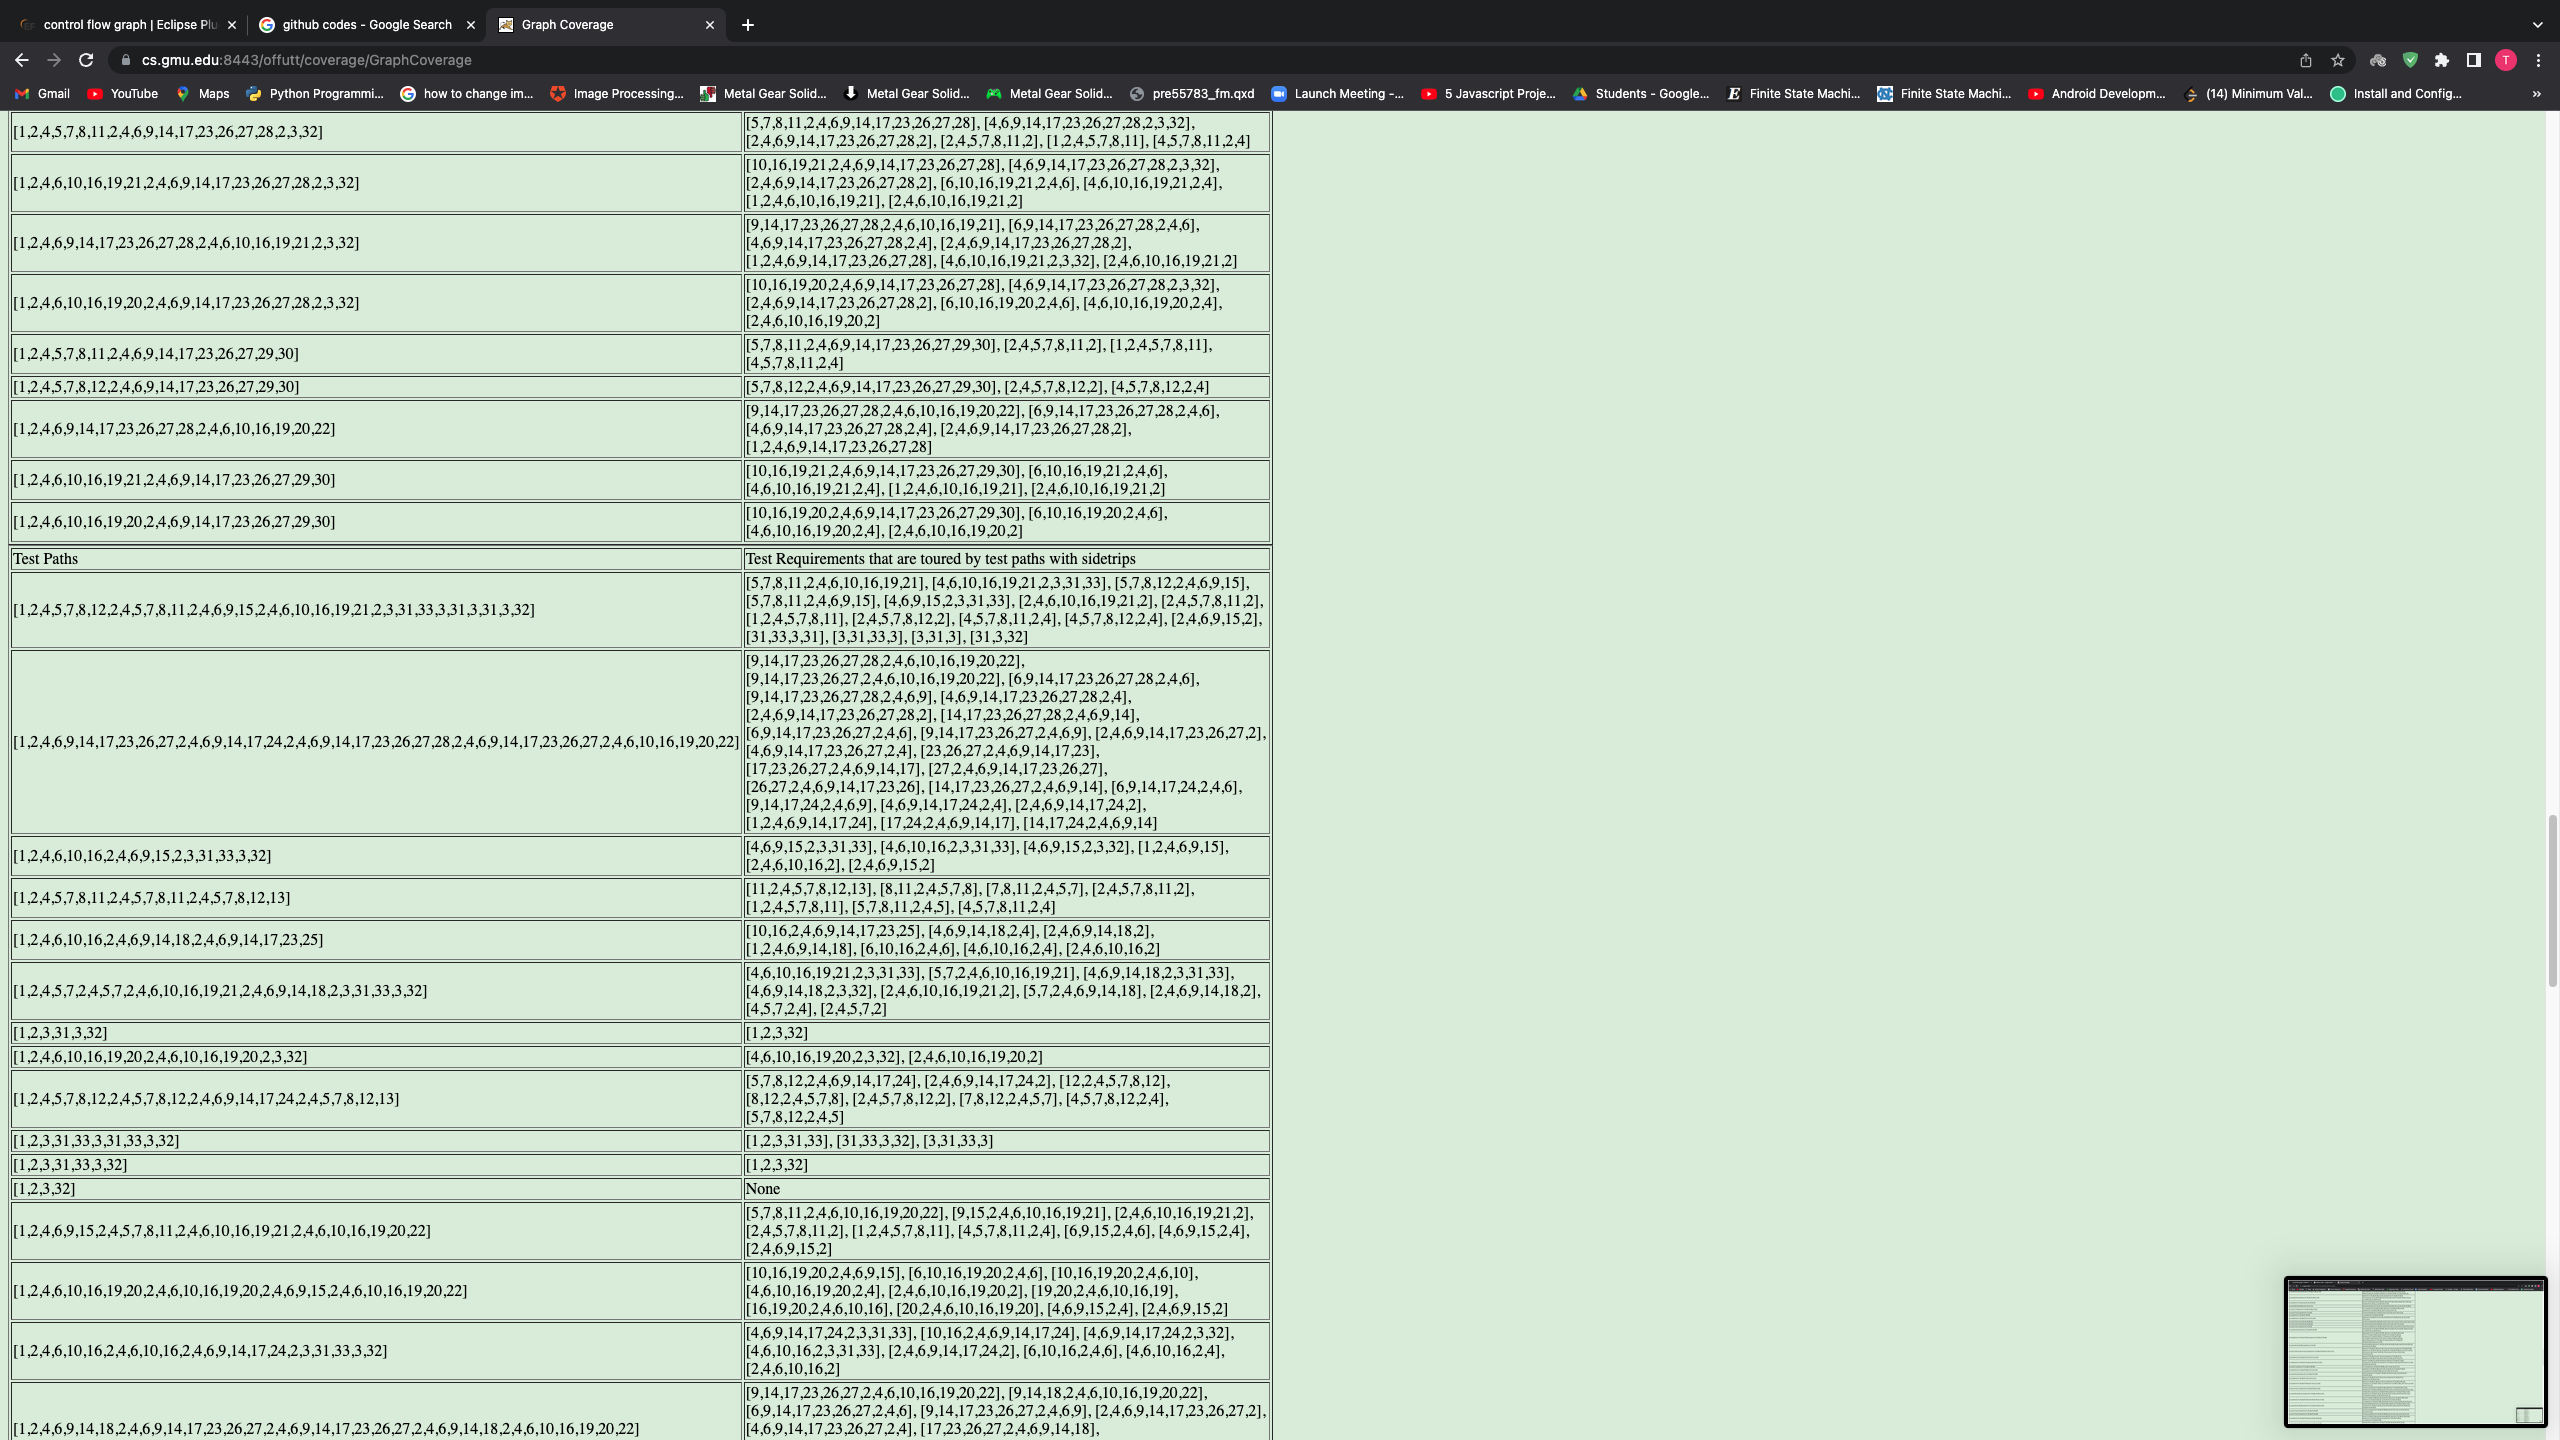 control flow graph | Eclipse Plu
github codes - Google Search
Graph Coverage
cs.gmu.edu:8443/offutt/coverage/GraphCoverage
T
Gmail
YouTube
Maps
Python Programmi...
how to change im...
Image Processing...
Metal Gear Solid...
Metal Gear Solid...
Metal Gear Solid...
pre55783_fm.qxd
Launch Meeting -...
5 Javascript Proje...
Students - Google...
Finite State Machi...
Finite State Machi...
Android Developm...
(14) Minimum Val...
Install and Config...
»
[1,2,4,5,7,8,11,2,4,6,9,14,17,23,26,27,28,2,3,32]
[5,7,8,11,2,4,6,9,14,17,23,26,27,28], [4,6,9,14,17,23,26,27,28,2,3,32],
[2,4,6,9,14,17,23,26,27,28,2], [2,4,5,7,8,11,2], [1,2,4,5,7,8,11], [4,5,7,8,11,2,4]
[1,2,4,6,10,16,19,21,2,4,6,9,14,17,23,26,27,28,2,3,32]
[10,16,19,21,2,4,6,9,14,17,23,26,27,28], [4,6,9,14,17,23,26,27,28,2,3,32],
[2,4,6,9,14,17,23,26,27,28,2], [6,10,16,19,21,2,4,6], [4,6,10,16,19,21,2,4],
[1,2,4,6,10,16,19,21], [2,4,6,10,16,19,21,2]
[1,2,4,6,9,14,17,23,26,27,28,2,4,6,10,16,19,21,2,3,32]
[9,14,17,23,26,27,28,2,4,6,10,16,19,21], [6,9,14,17,23,26,27,28,2,4,6],
[4,6,9,14,17,23,26,27,28,2,4], [2,4,6,9,14,17,23,26,27,28,2],
[1,2,4,6,9,14,17,23,26,27,28], [4,6,10,16,19,21,2,3,32], [2,4,6,10,16,19,21,2]
[1,2,4,6,10,16,19,20,2,4,6,9,14,17,23,26,27,28,2,3,32]
[10,16,19,20,2,4,6,9,14,17,23,26,27,28], [4,6,9,14,17,23,26,27,28,2,3,32],
[2,4,6,9,14,17,23,26,27,28,2], [6,10,16,19,20,2,4,6], [4,6,10,16,19,20,2,4],
[2,4,6,10,16,19,20,2]
[1,2,4,5,7,8,11,2,4,6,9,14,17,23,26,27,29,30]
[5,7,8,11,2,4,6,9,14,17,23,26,27,29,30], [2,4,5,7,8,11,2], [1,2,4,5,7,8,11],
[4,5,7,8,11,2,4]
[1,2,4,5,7,8,12,2,4,6,9,14,17,23,26,27,29,30]
[5,7,8,12,2,4,6,9,14,17,23,26,27,29,30], [2,4,5,7,8,12,2], [4,5,7,8,12,2,4]
[1,2,4,6,9,14,17,23,26,27,28,2,4,6,10,16,19,20,22]
[9,14,17,23,26,27,28,2,4,6,10,16,19,20,22], [6,9,14,17,23,26,27,28,2,4,6],
[4,6,9,14,17,23,26,27,28,2,4], [2,4,6,9,14,17,23,26,27,28,2],
[1,2,4,6,9,14,17,23,26,27,28]
[1,2,4,6,10,16,19,21,2,4,6,9,14,17,23,26,27,29,30]
[10,16,19,21,2,4,6,9,14,17,23,26,27,29,30], [6,10,16,19,21,2,4,6],
[4,6,10,16,19,21,2,4], [1,2,4,6,10,16,19,21], [2,4,6,10,16,19,21,2]
[1,2,4,6,10,16,19,20,2,4,6,9,14,17,23,26,27,29,30]
[10,16,19,20,2,4,6,9,14,17,23,26,27,29,30], [6,10,16,19,20,2,4,6],
[4,6,10,16,19,20,2,4], [2,4,6,10,16,19,20,2]
Test Paths
Test Requirements that are toured by test paths with sidetrips
[1,2,4,5,7,8,12,2,4,5,7,8,11,2,4,6,9,15,2,4,6,10,16,19,21,2,3,31,33,3,31,3,31,3,32]
[5,7,8,11,2,4,6,10,16,19,21], [4,6,10,16,19,21,2,3,31,33], [5,7,8,12,2,4,6,9,15],
[5,7,8,11,2,4,6,9,15], [4,6,9,15,2,3,31,33], [2,4,6,10,16,19,21,2], [2,4,5,7,8,11,2],
[1,2,4,5,7,8,11], [2,4,5,7,8,12,2], [4,5,7,8,11,2,4], [4,5,7,8,12,2,4], [2,4,6,9,15,2],
[31,33,3,31], [3,31,33,3], [3,31,3], [31,3,32]
[1,2,4,6,9,14,17,23,26,27,2,4,6,9,14,17,24,2,4,6,9,14,17,23,26,27,28,2,4,6,9,14,17,23,26,27,2,4,6,10,16,19,20,22]
[9,14,17,23,26,27,28,2,4,6,10,16,19,20,22],
[9,14,17,23,26,27,2,4,6,10,16,19,20,22], [6,9,14,17,23,26,27,28,2,4,6],
[9,14,17,23,26,27,28,2,4,6,9], [4,6,9,14,17,23,26,27,28,2,4],
[2,4,6,9,14,17,23,26,27,28,2], [14,17,23,26,27,28,2,4,6,9,14],
[6,9,14,17,23,26,27,2,4,6], [9,14,17,23,26,27,2,4,6,9], [2,4,6,9,14,17,23,26,27,2],
[4,6,9,14,17,23,26,27,2,4], [23,26,27,2,4,6,9,14,17,23],
[17,23,26,27,2,4,6,9,14,17], [27,2,4,6,9,14,17,23,26,27],
[26,27,2,4,6,9,14,17,23,26], [14,17,23,26,27,2,4,6,9,14], [6,9,14,17,24,2,4,6],
[9,14,17,24,2,4,6,9], [4,6,9,14,17,24,2,4], [2,4,6,9,14,17,24,2],
[1,2,4,6,9,14,17,24], [17,24,2,4,6,9,14,17], [14,17,24,2,4,6,9,14]
[1,2,4,6,10,16,2,4,6,9,15,2,3,31,33,3,32]
[4,6,9,15,2,3,31,33], [4,6,10,16,2,3,31,33], [4,6,9,15,2,3,32], [1,2,4,6,9,15],
[2,4,6,10,16,2], [2,4,6,9,15,2]
[1,2,4,5,7,8,11,2,4,5,7,8,11,2,4,5,7,8,12,13]
[11,2,4,5,7,8,12,13], [8,11,2,4,5,7,8], [7,8,11,2,4,5,7], [2,4,5,7,8,11,2],
[1,2,4,5,7,8,11], [5,7,8,11,2,4,5], [4,5,7,8,11,2,4]
[1,2,4,6,10,16,2,4,6,9,14,18,2,4,6,9,14,17,23,25]
[10,16,2,4,6,9,14,17,23,25], [4,6,9,14,18,2,4], [2,4,6,9,14,18,2],
[1,2,4,6,9,14,18], [6,10,16,2,4,6], [4,6,10,16,2,4], [2,4,6,10,16,2]
[1,2,4,5,7,2,4,5,7,2,4,6,10,16,19,21,2,4,6,9,14,18,2,3,31,33,3,32]
[4,6,10,16,19,21,2,3,31,33], [5,7,2,4,6,10,16,19,21], [4,6,9,14,18,2,3,31,33],
[4,6,9,14,18,2,3,32], [2,4,6,10,16,19,21,2], [5,7,2,4,6,9,14,18], [2,4,6,9,14,18,2],
[4,5,7,2,4], [2,4,5,7,2]
[1,2,3,31,3,32]
[1,2,3,32]
[1,2,4,6,10,16,19,20,2,4,6,10,16,19,20,2,3,32]
[4,6,10,16,19,20,2,3,32], [2,4,6,10,16,19,20,2]
[1,2,4,5,7,8,12,2,4,5,7,8,12,2,4,6,9,14,17,24,2,4,5,7,8,12,13]
[5,7,8,12,2,4,6,9,14,17,24], [2,4,6,9,14,17,24,2], [12,2,4,5,7,8,12],
[8,12,2,4,5,7,8], [2,4,5,7,8,12,2], [7,8,12,2,4,5,7], [4,5,7,8,12,2,4],
[5,7,8,12,2,4,5]
[1,2,3,31,33,3,31,33,3,32]
[1,2,3,31,33], [31,33,3,32], [3,31,33,3]
[1,2,3,31,33,3,32]
[1,2,3,32]
[1,2,3,32]
None
[1,2,4,6,9,15,2,4,5,7,8,11,2,4,6,10,16,19,21,2,4,6,10,16,19,20,22]
[5,7,8,11,2,4,6,10,16,19,20,22], [9,15,2,4,6,10,16,19,21], [2,4,6,10,16,19,21,2],
[2,4,5,7,8,11,2], [1,2,4,5,7,8,11], [4,5,7,8,11,2,4], [6,9,15,2,4,6], [4,6,9,15,2,4],
[2,4,6,9,15,2]
[1,2,4,6,10,16,19,20,2,4,6,10,16,19,20,2,4,6,9,15,2,4,6,10,16,19,20,22]
[10,16,19,20,2,4,6,9,15], [6,10,16,19,20,2,4,6], [10,16,19,20,2,4,6,10],
[4,6,10,16,19,20,2,4], [2,4,6,10,16,19,20,2], [19,20,2,4,6,10,16,19],
[16,19,20,2,4,6,10,16], [20,2,4,6,10,16,19,20], [4,6,9,15,2,4], [2,4,6,9,15,2]
[1,2,4,6,10,16,2,4,6,10,16,2,4,6,9,14,17,24,2,3,31,33,3,32]
[4,6,9,14,17,24,2,3,31,33], [10,16,2,4,6,9,14,17,24], [4,6,9,14,17,24,2,3,32],
[4,6,10,16,2,3,31,33], [2,4,6,9,14,17,24,2], [6,10,16,2,4,6], [4,6,10,16,2,4],
[2,4,6,10,16,2]
[1,2,4,6,9,14,18,2,4,6,9,14,17,23,26,27,2,4,6,9,14,17,23,26,27,2,4,6,9,14,18,2,4,6,10,16,19,20,22]
[9,14,17,23,26,27,2,4,6,10,16,19,20,22], [9,14,18,2,4,6,10,16,19,20,22],
[6,9,14,17,23,26,27,2,4,6], [9,14,17,23,26,27,2,4,6,9], [2,4,6,9,14,17,23,26,27,2],
[4,6,9,14,17,23,26,27,2,4], [17,23,26,27,2,4,6,9,14,18],